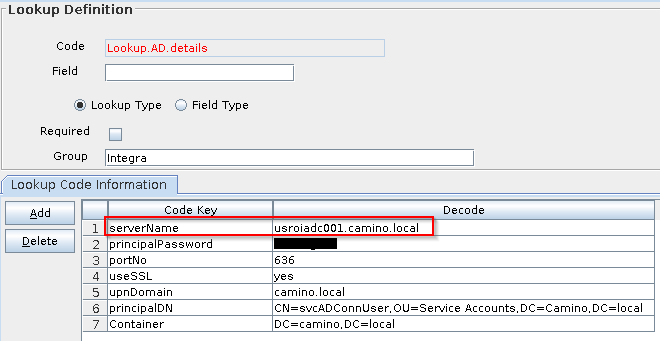 Lookup Definition
Code Lookup.AD.details
Field
Lookup Type Field Type
Required
Group Integra
Lookup Code Information
Add
Delete
Code Key Decode
1 serverName usroiadc001.camino.local
2 principalPassword
3 portNo 636
4 useSSL yes
5 upnDomain camino.local
6 principalDN CN=svcADConnUser,OU=Service Accounts,DC=Camino,DC=local
7 Container DC=camino,DC=local